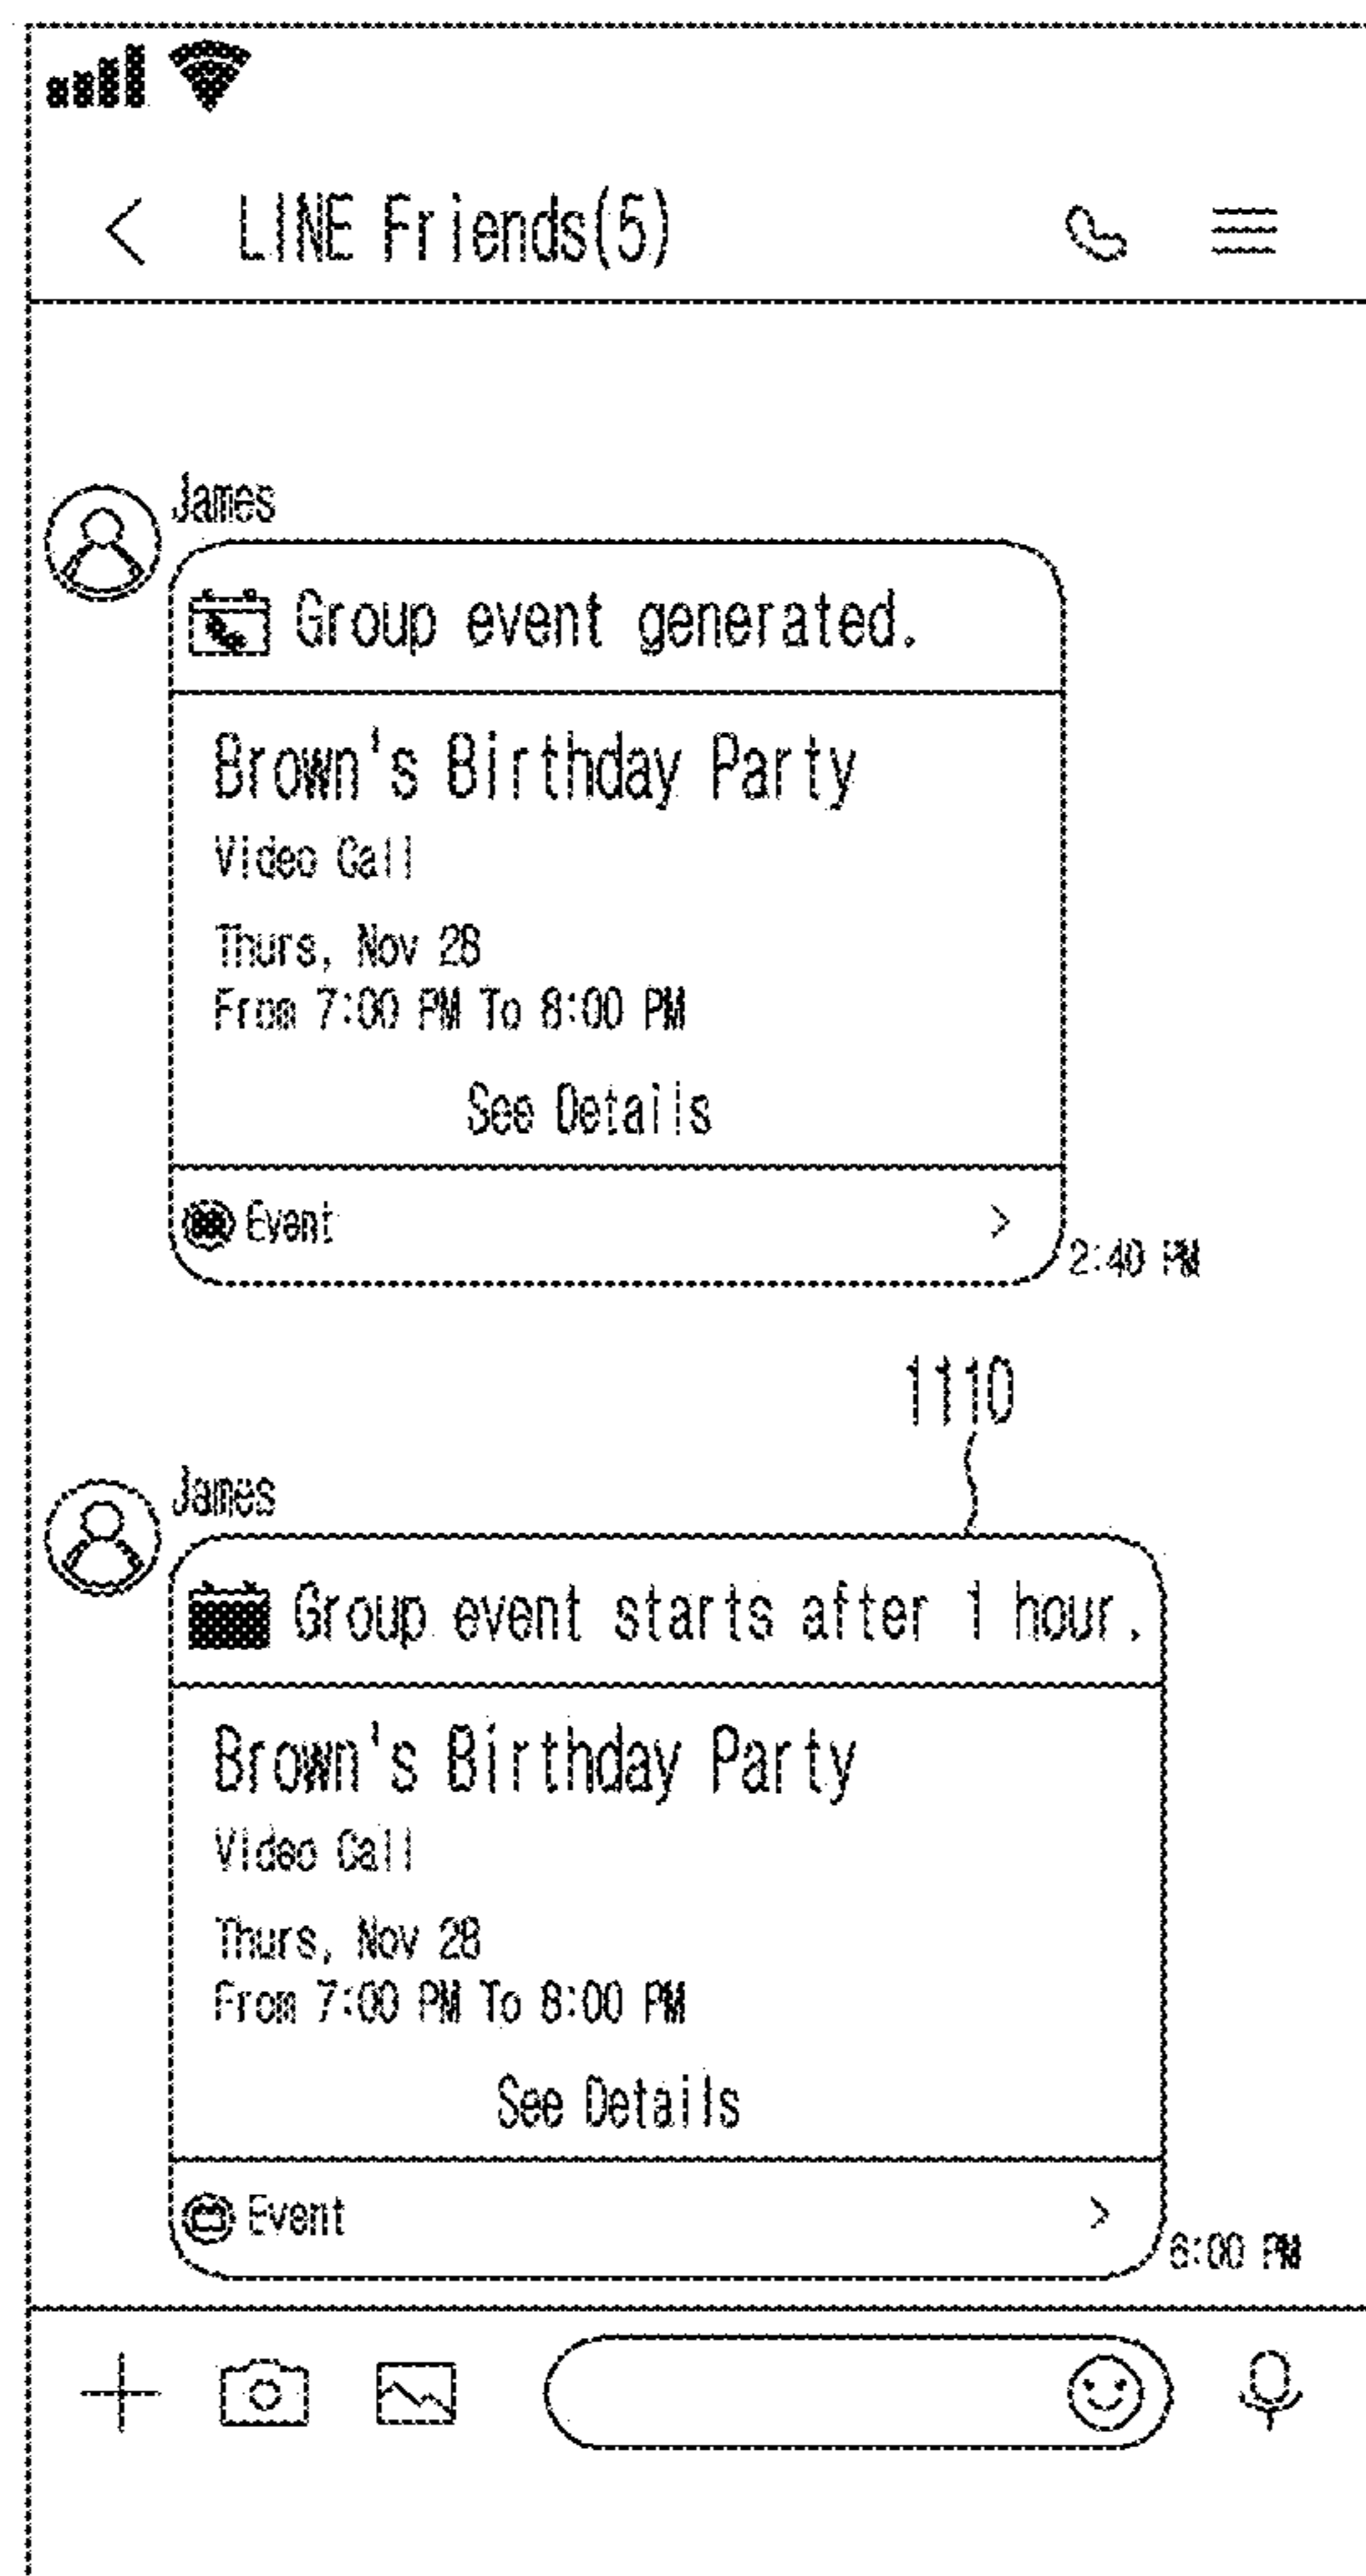 LINE Friends(5)
James
Group event generated.
Brown's Birthday Party
Video Call
Thurs, Nov 28
From 7:00 PM To 8:00 PM
See Details
Event
2:40 PM
1110
James
Group event starts after 1 hour.
Brown's Birthday Party
Video Call
Thurs, Nov 28
From 7:00 PM To 8:00 PM
See Details
Event
6:00 PM